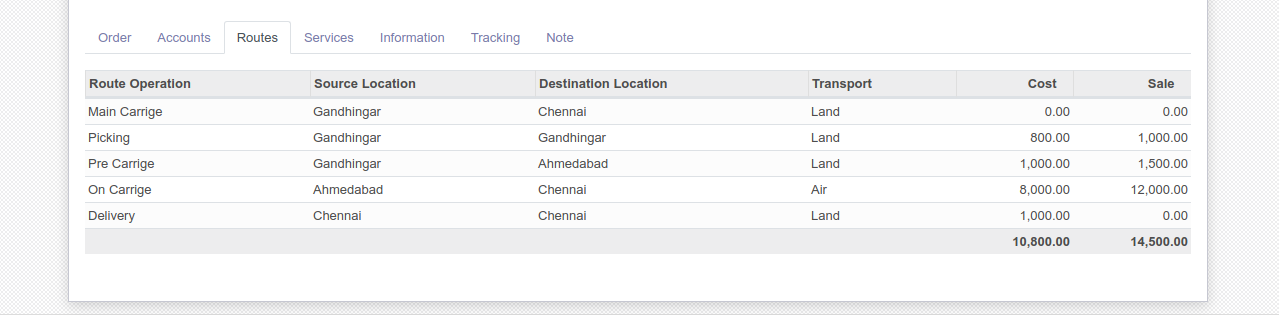 Order Accounts Routes Services Information Tracking Note
Route Operation Source Location Destination Location Transport Cost Sale
Main Carrige Gandhingar Chennai Land 0.00 0.00
Picking Gandhingar Gandhingar Land 800.00 1,000.00
Pre Carrige Gandhingar Ahmedabad Land 1,000.00 1,500.00
On Carrige Ahmedabad Chennai Air 8,000.00 12,000.00
Delivery Chennai Chennai Land 1,000.00 0.00
10,800.00 14,500.00